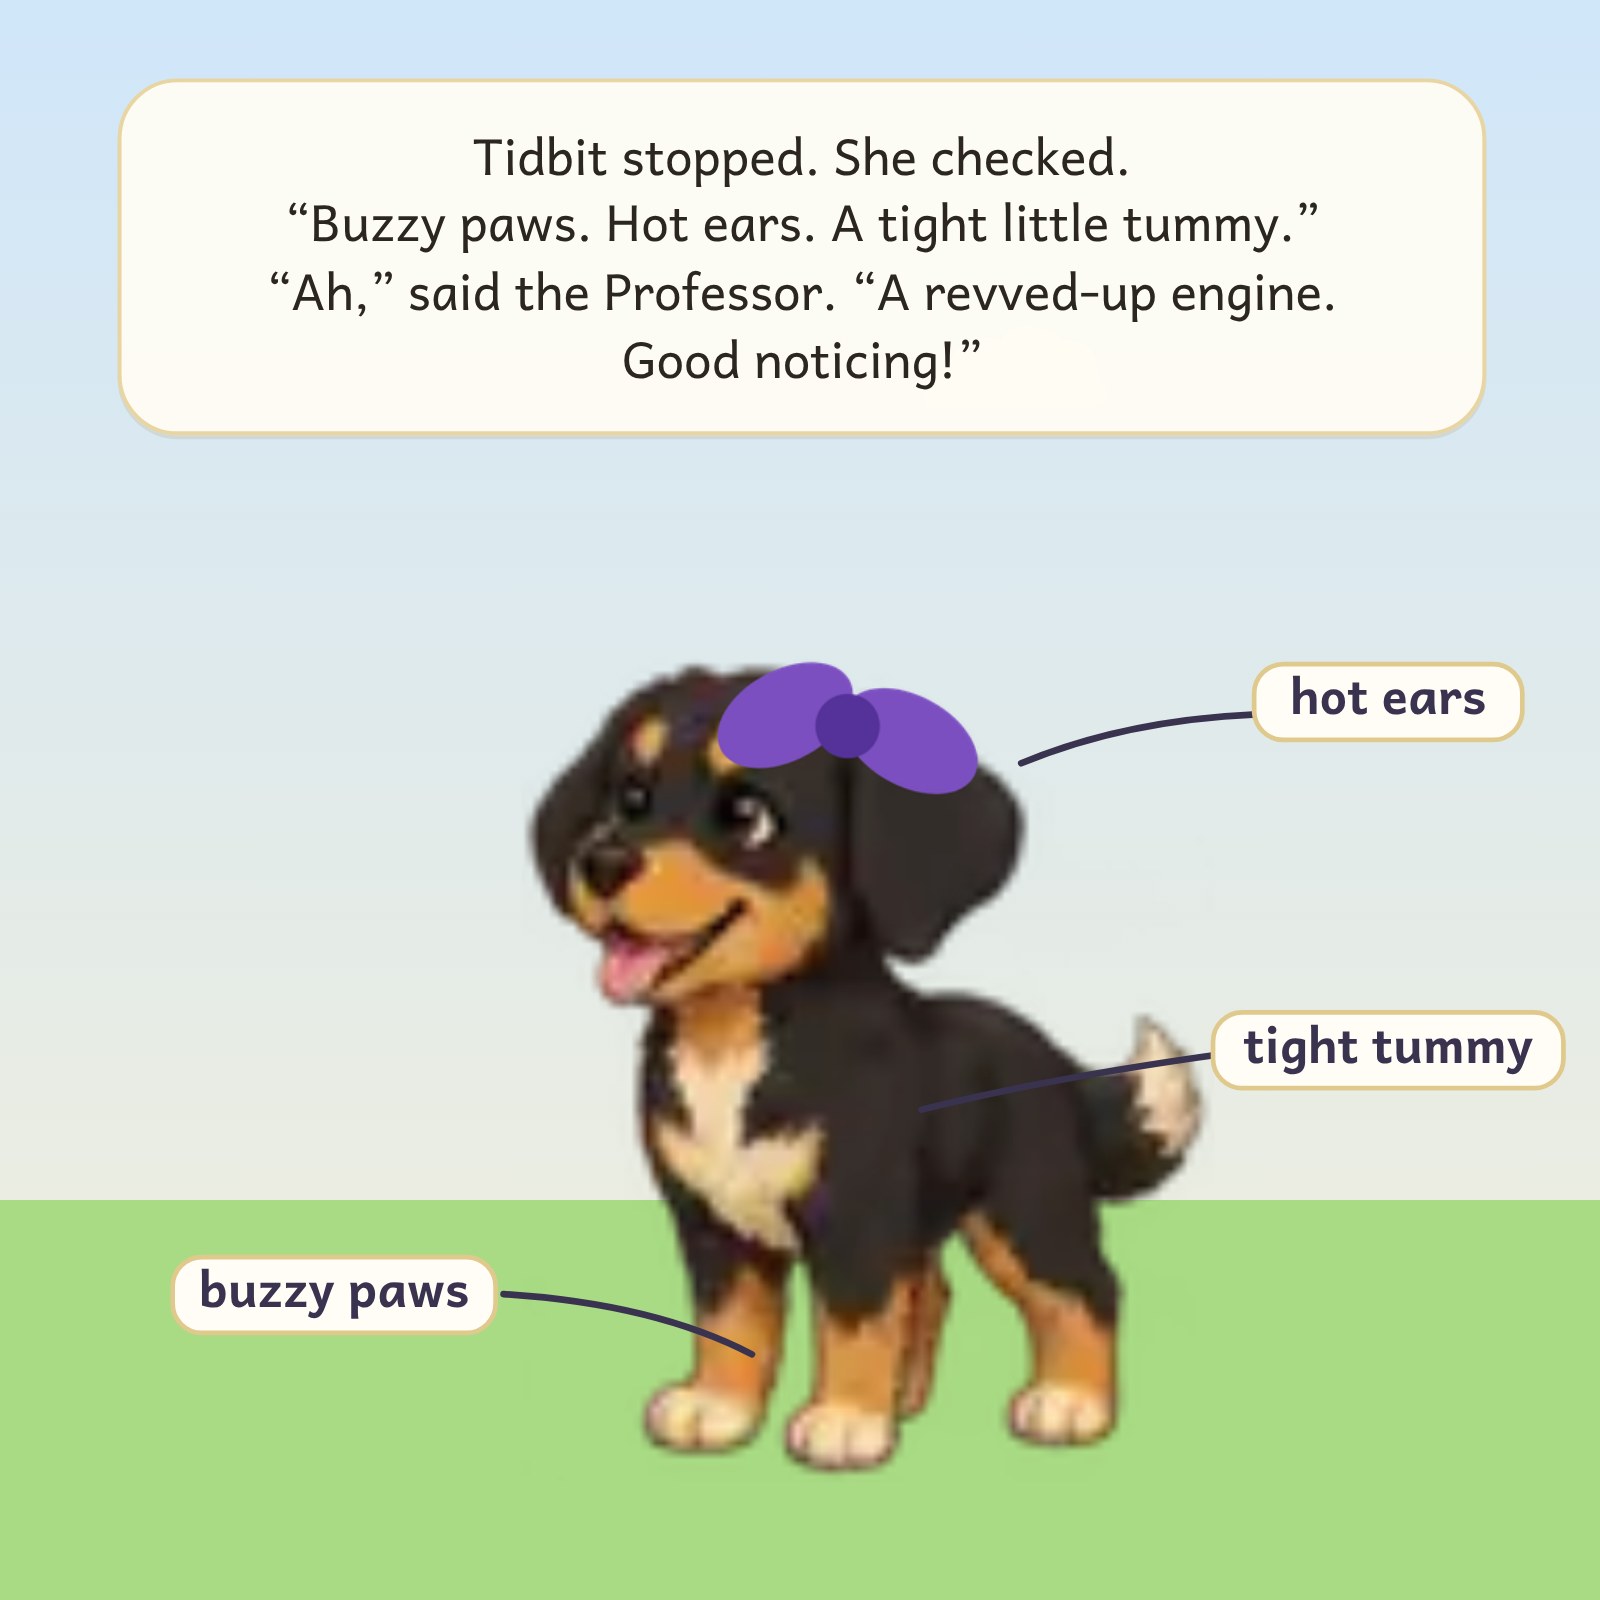 Tidbit stopped. She checked.
“Buzzy paws. Hot ears. A tight little tummy.”
“Ah,” said the Professor. “A revved-up engine.
Good noticing!”
hot ears
tight tummy
buzzy paws